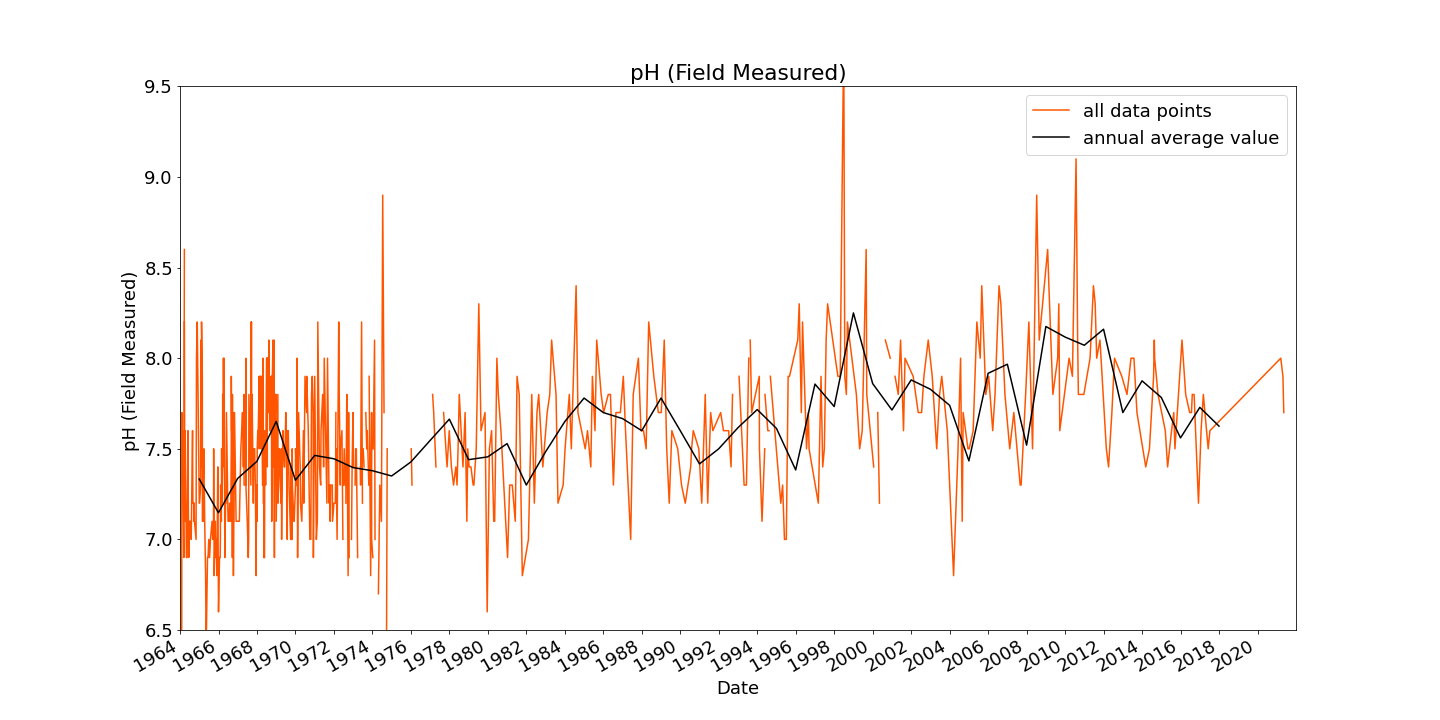 pH (Field Measured)
all data points
annual average value
pH (Field Measured)
9.5
9.0
8.5
8.0
7.5
7.0
6.5
1964 1966 1968 1970 1972 1974 1976 1978 1980 1982 1984 1986 1988 1990 1992 1994 1996 1998 2000 2002 2004 2006 2008 2010 2012 2014 2016 2018 2020
Date